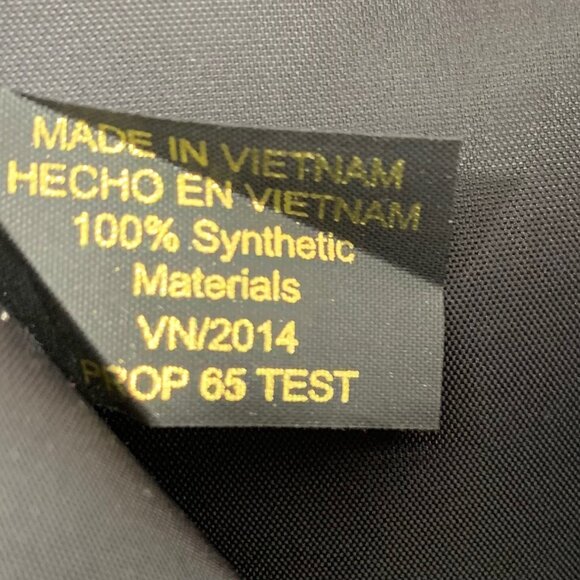 MADE IN VIETNAM
HECHO EN VIETNAM
100% Synthetic
Materials
VN/2014
PROP 65 TEST